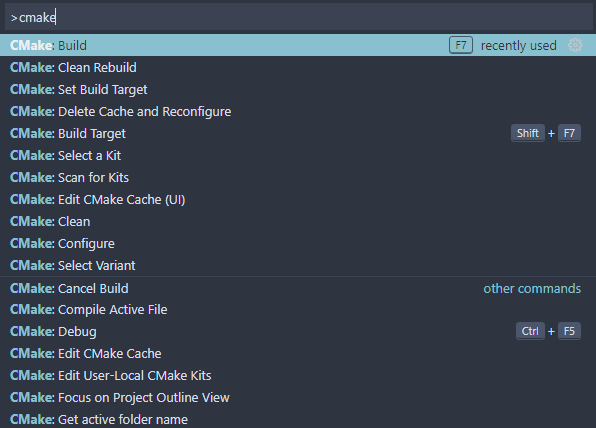 >cmake
CMake: Build F7 recently used
CMake: Clean Rebuild
CMake: Set Build Target
CMake: Delete Cache and Reconfigure
CMake: Build Target Shift + F7
CMake: Select a Kit
CMake: Scan for Kits
CMake: Edit CMake Cache (UI)
CMake: Clean
CMake: Configure
CMake: Select Variant
CMake: Cancel Build other commands
CMake: Compile Active File
CMake: Debug Ctrl + F5
CMake: Edit CMake Cache
CMake: Edit User-Local CMake Kits
CMake: Focus on Project Outline View
CMake: Get active folder name